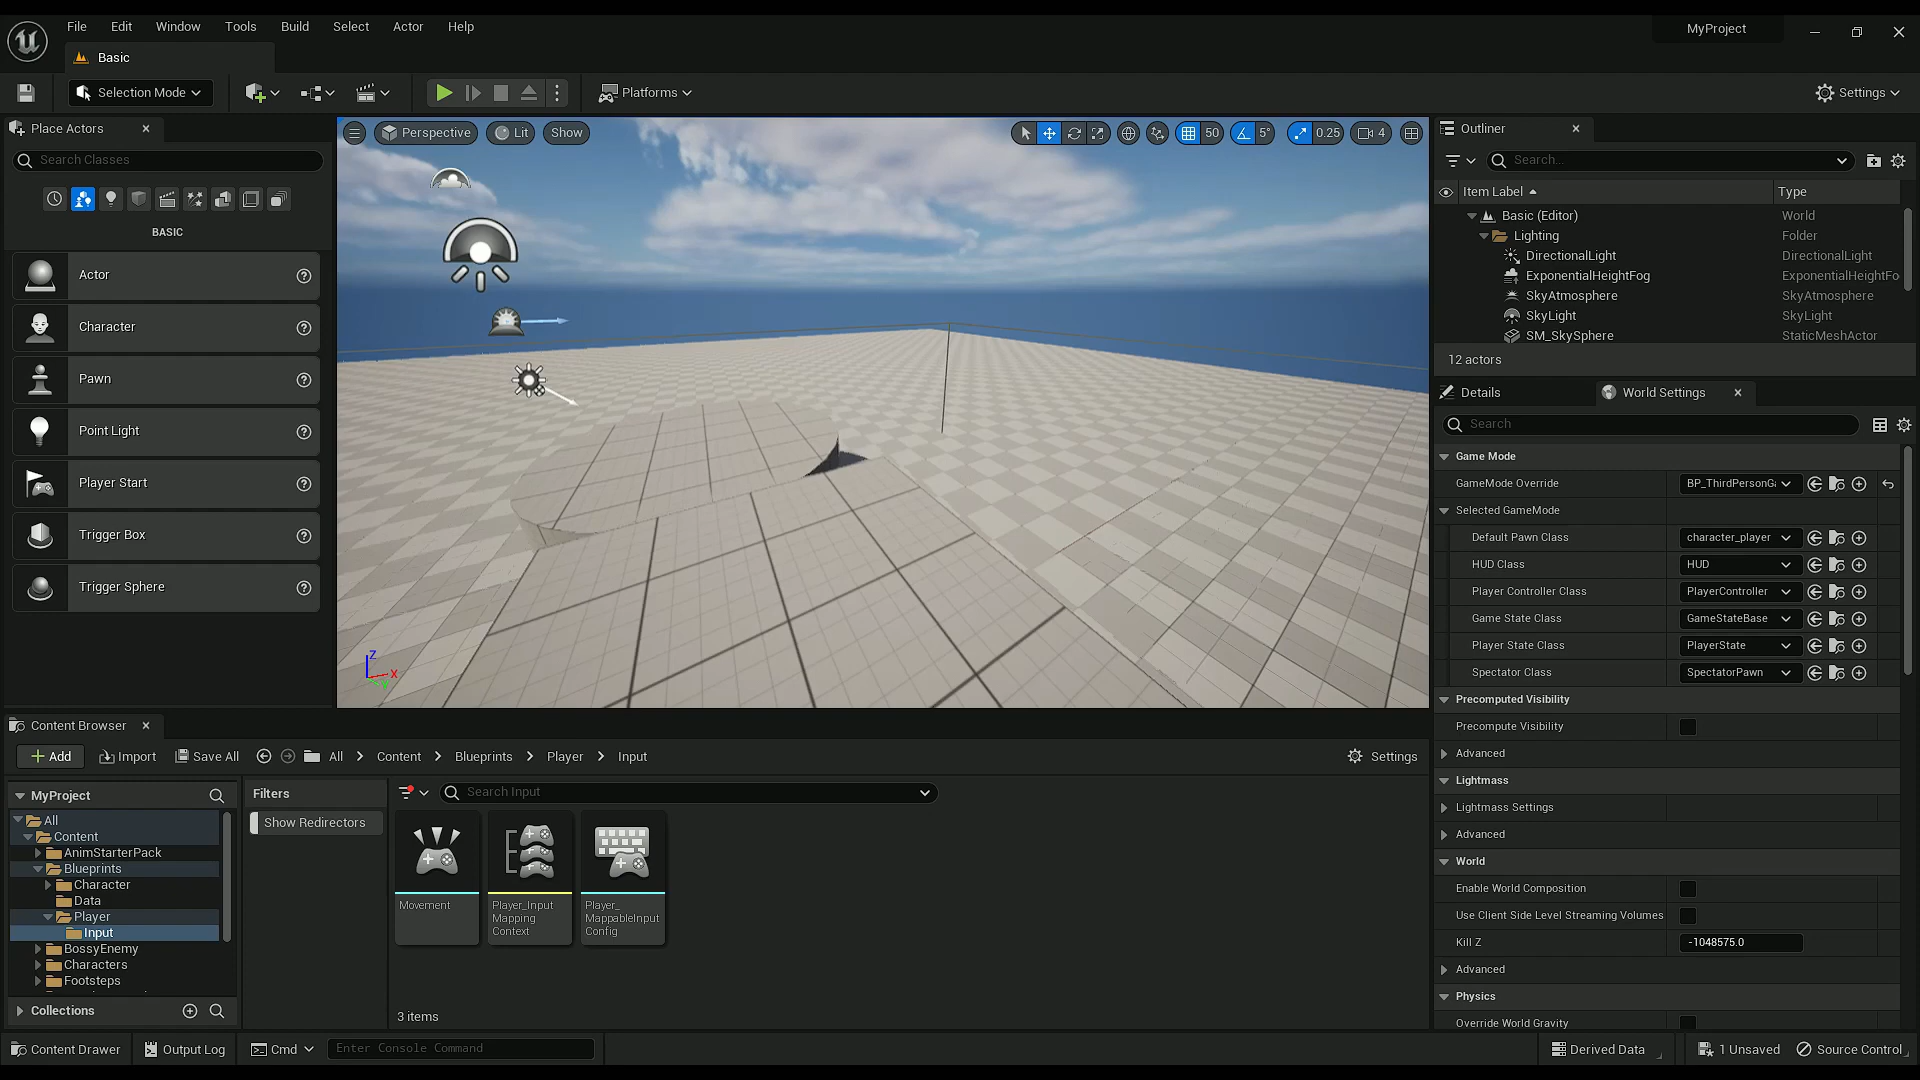 File Edit Window Tools Build Select Actor Help
MyProject
Basic
Selection Mode
Platforms
Settings
Place Actors
Search Classes
BASIC
Actor
Character
Pawn
Point Light
Player Start
Trigger Box
Trigger Sphere
Perspective Lit Show
50 5° 0.25 4
Z
X
Y
Outliner
Search...
Item Label Type
Basic (Editor) World
Lighting Folder
DirectionalLight DirectionalLight
ExponentialHeightFog ExponentialHeightFo
SkyAtmosphere SkyAtmosphere
SkyLight SkyLight
SM_SkySphere StaticMeshActor
12 actors
Details World Settings
Search
Game Mode
GameMode Override BP_ThirdPersonGa
Selected GameMode
Default Pawn Class character_player
HUD Class HUD
Player Controller Class PlayerController
Game State Class GameStateBase
Player State Class PlayerState
Spectator Class SpectatorPawn
Precomputed Visibility
Precompute Visibility
Advanced
Lightmass
Lightmass Settings
Advanced
World
Enable World Composition
Use Client Side Level Streaming Volumes
Kill Z -1048575.0
Advanced
Physics
Override World Gravity
Content Browser
Add Import Save All All Content Blueprints Player Input Settings
MyProject
All
Content
AnimStarterPack
Blueprints
Character
Data
Player
Input
BossyEnemy
Characters
Footsteps
Collections
Filters
Show Redirectors
Search Input
Movement
Player_Input
Mapping
Context
Player_
MappableInput
Config
3 items
Content Drawer Output Log Cmd Enter Console Command Derived Data 1 Unsaved Source Control